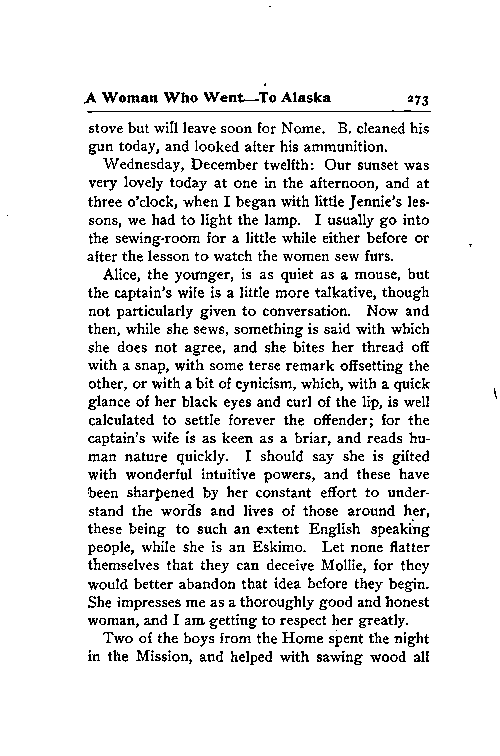 A Woman Who Went—To Alaska 273
stove but will leave soon for Nome. B. cleaned his
gun today, and looked after his ammunition.
Wednesday, December twelfth: Our sunset was
very lovely today at one in the afternoon, and at
three o'clock, when I began with little Jennie's les-
sons, we had to light the lamp. I usually go into
the sewing-room for a little while either before or
after the lesson to watch the women sew furs.
Alice, the younger, is as quiet as a mouse, but
the captain's wife is a little more talkative, though
not particularly given to conversation. Now and
then, while she sews, something is said with which
she does not agree, and she bites her thread off
with a snap, with some terse remark offsetting the
other, or with a bit of cynicism, which, with a quick
glance of her black eyes and curl of the lip, is well
calculated to settle forever the offender; for the
captain's wife is as keen as a briar, and reads hu-
man nature quickly. I should say she is gifted
with wonderful intuitive powers, and these have
been sharpened by her constant effort to under-
stand the words and lives of those around her,
these being to such an extent English speaking
people, while she is an Eskimo. Let none flatter
themselves that they can deceive Mollie, for they
would better abandon that idea before they begin.
She impresses me as a thoroughly good and honest
woman, and I am getting to respect her greatly.
Two of the boys from the Home spent the night
in the Mission, and helped with sawing wood all